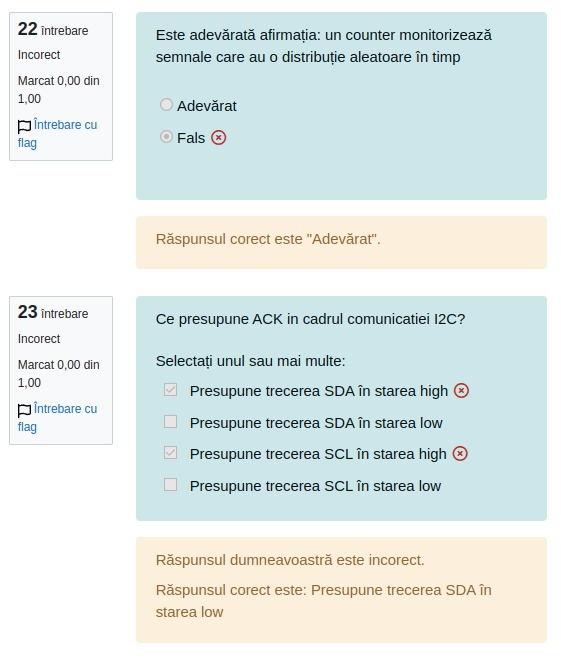 22 întrebare
Incorect
Marcat 0,00 din
1,00
Întrebare cu
flag
Este adevărată afirmația: un counter monitorizează
semnale care au o distribuție aleatoare în timp
Adevărat
Fals
Răspunsul corect este "Adevărat".
23 întrebare
Incorect
Marcat 0,00 din
1,00
Întrebare cu
flag
Ce presupune ACK in cadrul comunicatiei I2C?
Selectați unul sau mai multe:
Presupune trecerea SDA în starea high
Presupune trecerea SDA în starea low
Presupune trecerea SCL în starea high
Presupune trecerea SCL în starea low
Răspunsul dumneavoastră este incorect.
Răspunsul corect este: Presupune trecerea SDA în
starea low